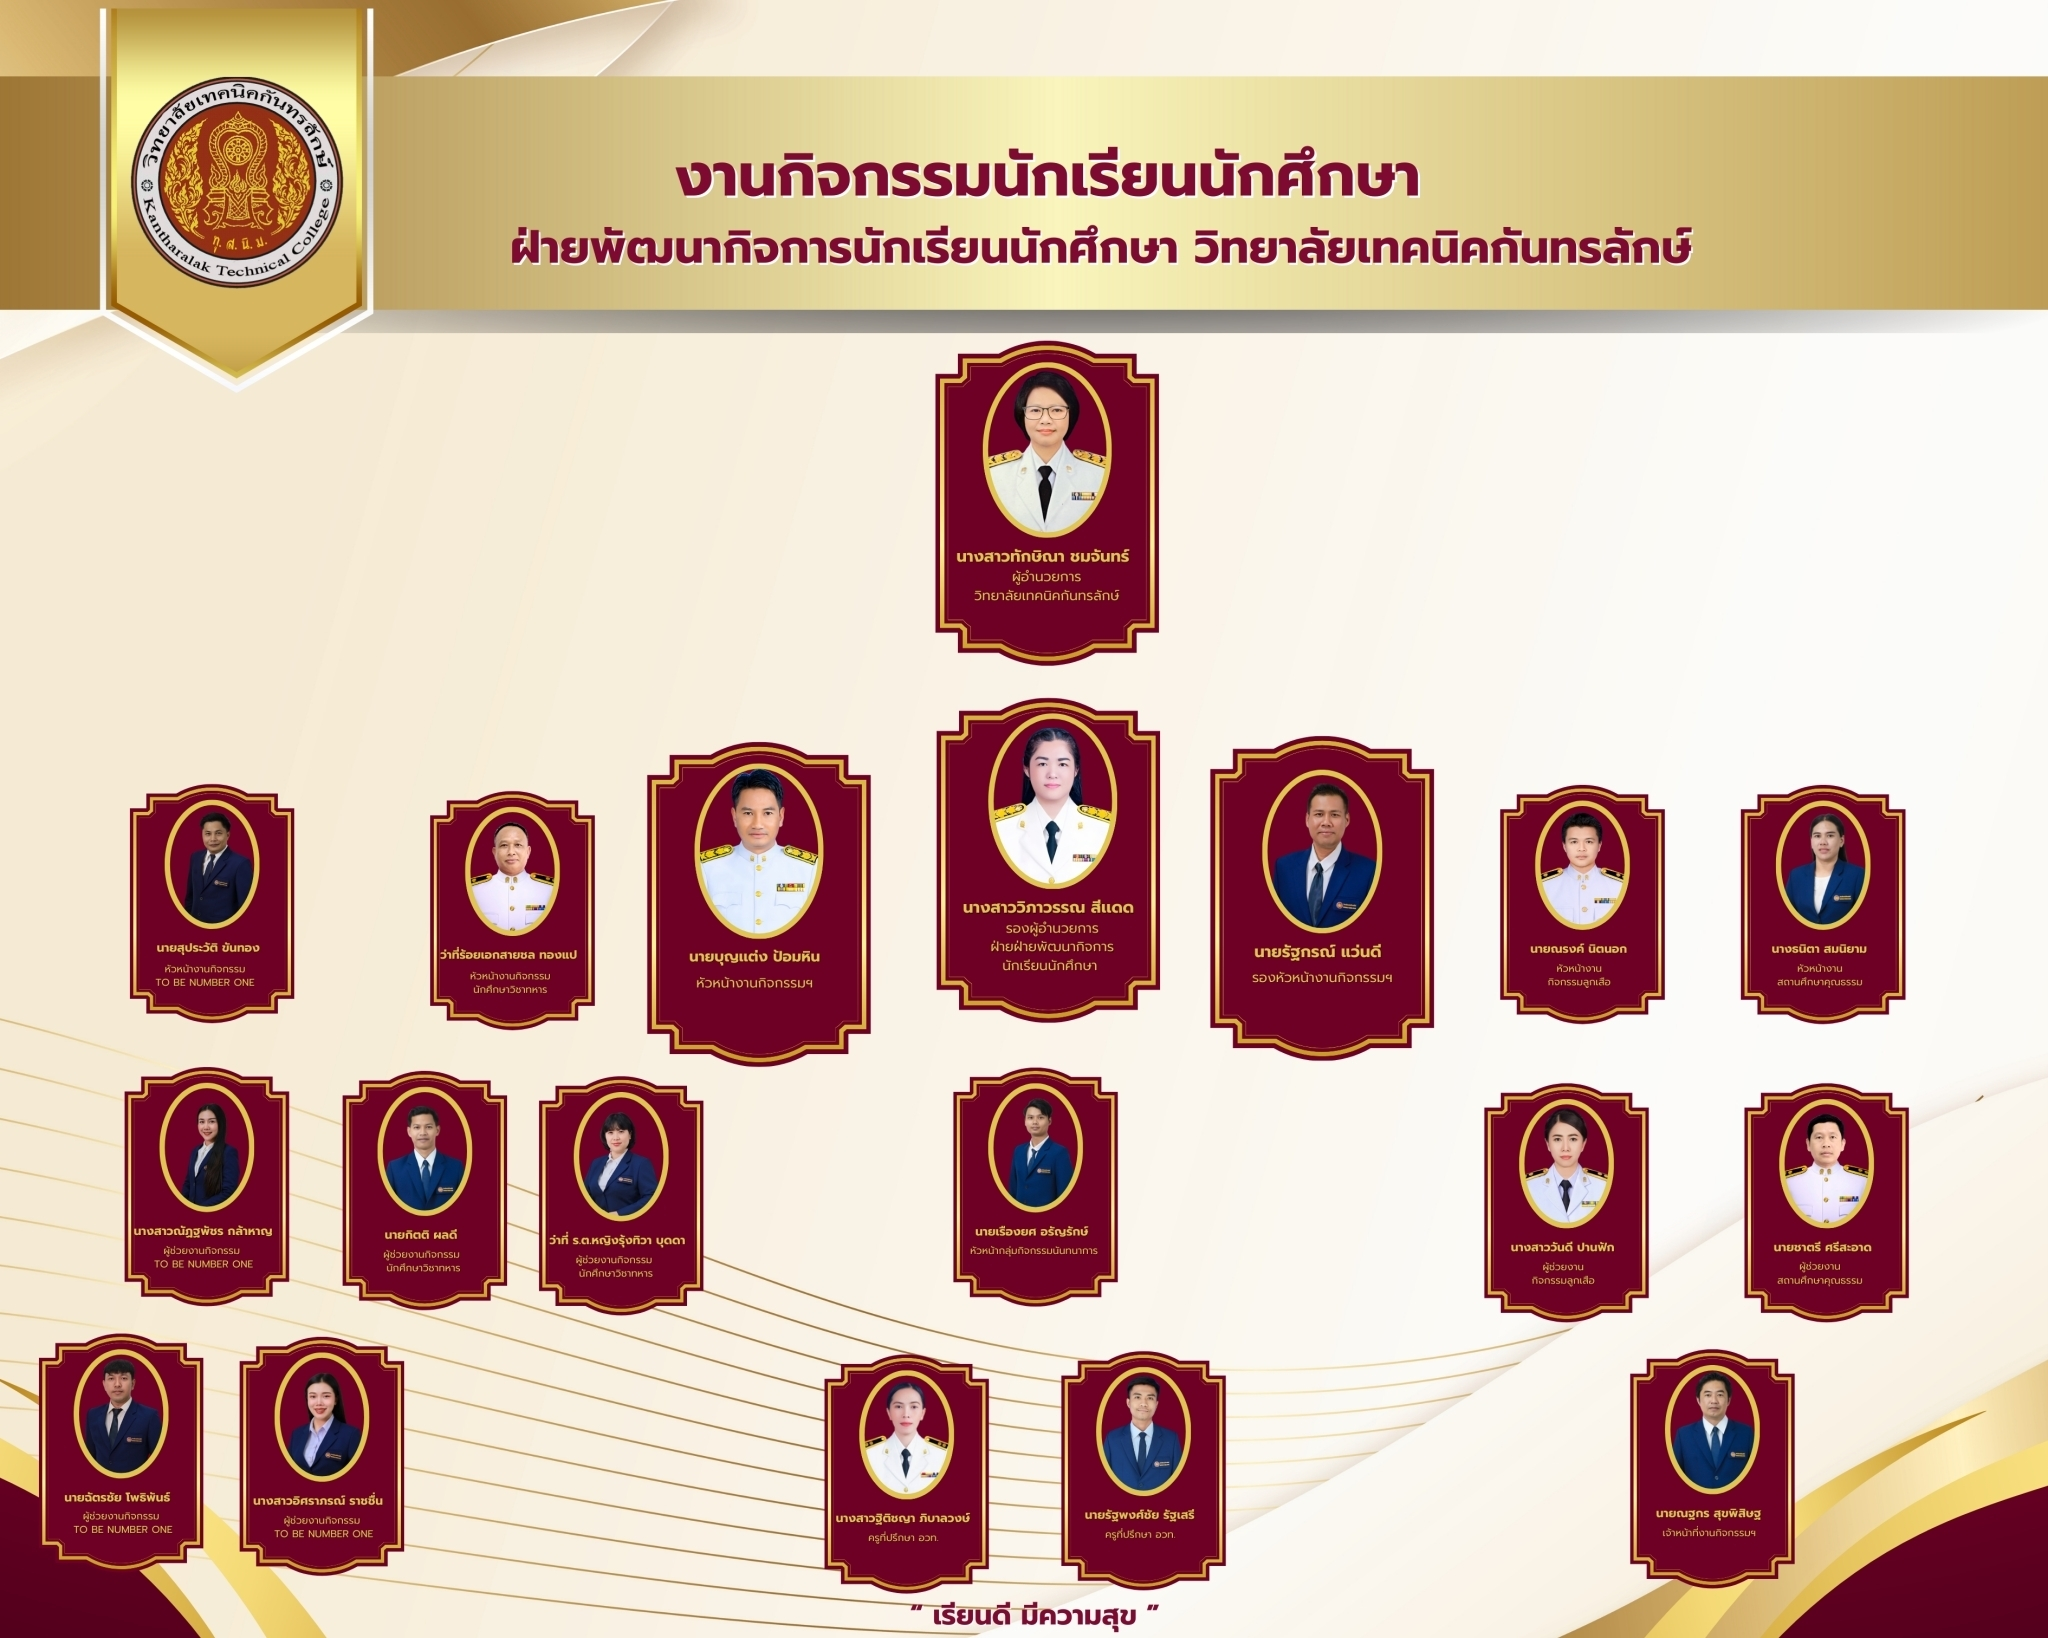 วิทยาลัยเทคนิคกันทรลักษ์
ทุ. ส. นิ. ม.
Kantharalak Technical College
งานกิจกรรมนักเรียนนักศึกษา
ฝ่ายพัฒนากิจการนักเรียนนักศึกษา วิทยาลัยเทคนิคกันทรลักษ์
นางสาวทักษิณา ชมจันทร์
ผู้อำนวยการ
วิทยาลัยเทคนิคกันทรลักษ์
นายสุประวัติ ขันทอง
หัวหน้างานกิจกรรม
TO BE NUMBER ONE
ว่าที่ร้อยเอกสายชล ทองแป
หัวหน้างานกิจกรรม
นักศึกษาวิชาทหาร
นายบุญแต่ง ป้อมหิน
หัวหน้างานกิจกรรมฯ
นางสาววิภาวรรณ สีแดด
รองผู้อำนวยการ
ฝ่ายฝ่ายพัฒนากิจการ
นักเรียนนักศึกษา
นายรัฐกรณ์ แว่นดี
รองหัวหน้างานกิจกรรมฯ
นายณรงค์ นิตนอก
หัวหน้างาน
กิจกรรมลูกเสือ
นางธนิตา สมนิยาม
หัวหน้างาน
สถานศึกษาคุณธรรม
นางสาวณัฏฐพัชร กล้าหาญ
ผู้ช่วยงานกิจกรรม
TO BE NUMBER ONE
นายกิตติ ผลดี
ผู้ช่วยงานกิจกรรม
นักศึกษาวิชาทหาร
ว่าที่ ร.ต.หญิงรุ้งทิวา บุดดา
ผู้ช่วยงานกิจกรรม
นักศึกษาวิชาทหาร
นายเรืองยศ อรัญรักษ์
หัวหน้ากลุ่มกิจกรรมนันทนาการ
นางสาววันดี ปานฟัก
ผู้ช่วยงาน
กิจกรรมลูกเสือ
นายชาตรี ศรีสะอาด
ผู้ช่วยงาน
สถานศึกษาคุณธรรม
นายฉัตรชัย โพธิพันธ์
ผู้ช่วยงานกิจกรรม
TO BE NUMBER ONE
นางสาวอิศราภรณ์ ราชชื่น
ผู้ช่วยงานกิจกรรม
TO BE NUMBER ONE
นางสาวฐิติชญา ภิบาลวงษ์
ครูที่ปรึกษา อวท.
นายรัฐพงศ์ชัย รัฐเสรี
ครูที่ปรึกษา อวท.
นายณฐกร สุขพิสิษฐ
เจ้าหน้าที่งานกิจกรรมฯ
“ เรียนดี มีความสุข ”